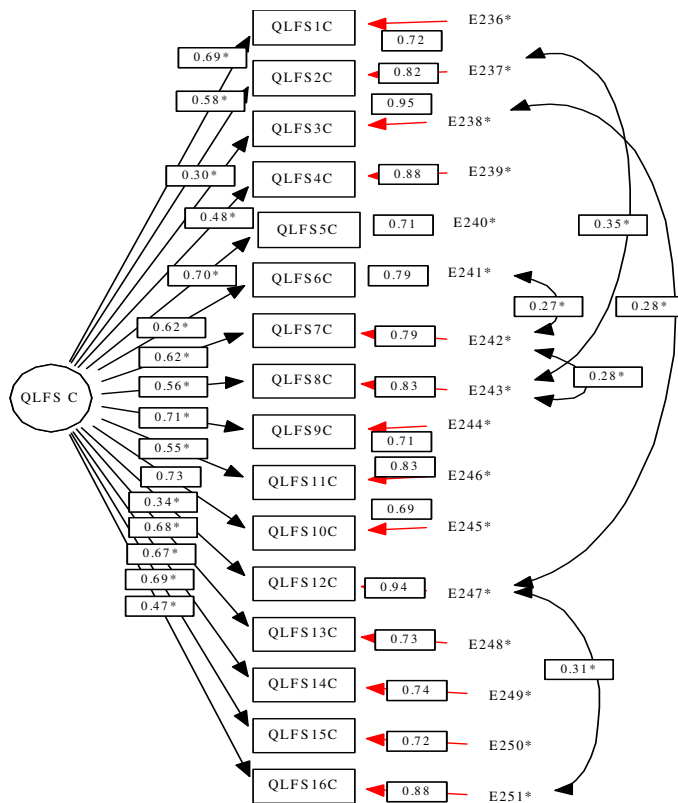 QLFS1C
E236*
0.72
0.69*
QLFS2C
0.82
E237*
0.58*
0.95
QLFS3C
E238*
0.30*
QLFS4C
0.88
E239*
0.48*
QLFS5C
0.71
E240*
0.35*
0.70*
QLFS6C
0.79
E241*
0.27*
0.28*
0.62*
QLFS7C
0.79
E242*
0.62*
QLFS C
0.56*
QLFS8C
0.83
E243*
0.28*
0.71*
QLFS9C
E244*
0.71
0.55*
0.83
QLFS11C
E246*
0.73
0.69
0.34*
QLFS10C
E245*
0.68*
0.67*
QLFS12C
0.94
E247*
0.69*
0.47*
QLFS13C
0.73
E248*
0.31*
QLFS14C
0.74
E249*
QLFS15C
0.72
E250*
QLFS16C
0.88
E251*